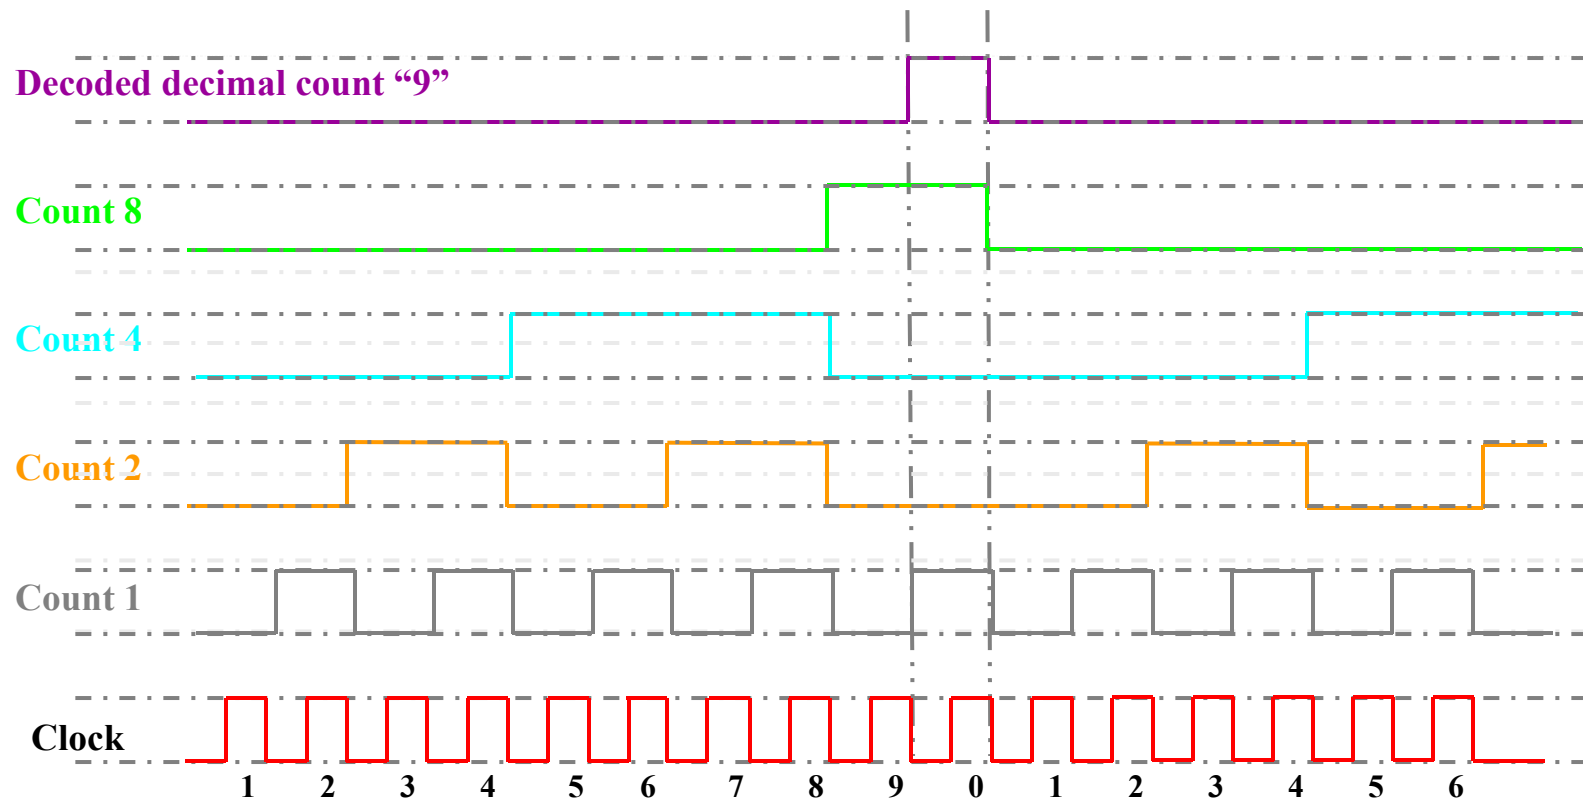 Decoded decimal count “9”
Count 8
Count 4
Count 2
Count 1
Clock
1 2 3 4 5 6 7 8 9 0 1 2 3 4 5 6